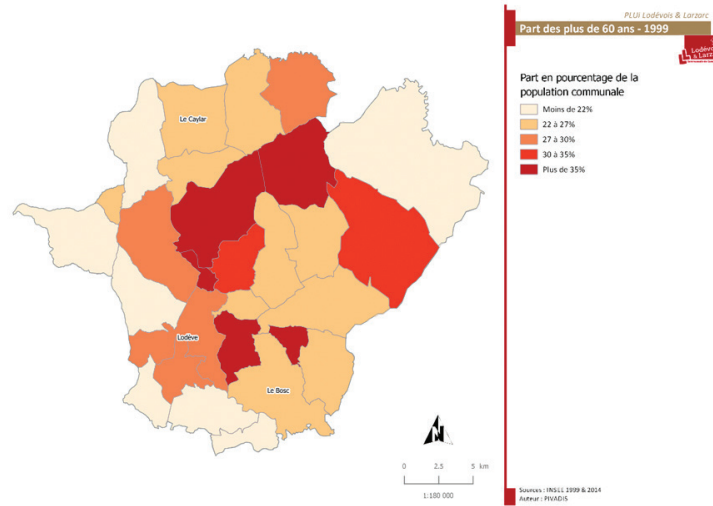 PLUi Lodévois & Larzarc
Part des plus de 60 ans - 1999
Lodévois
& Larzac
Part en pourcentage de la
population communale
Moins de 22%
22 à 27%
27 à 30%
30 à 35%
Plus de 35%
Le Caylar
Lodève
Le Bosc
N
0 2.5 5 km
1:180 000
Sources : INSEE 1999 & 2014
Auteur : PIVADIS